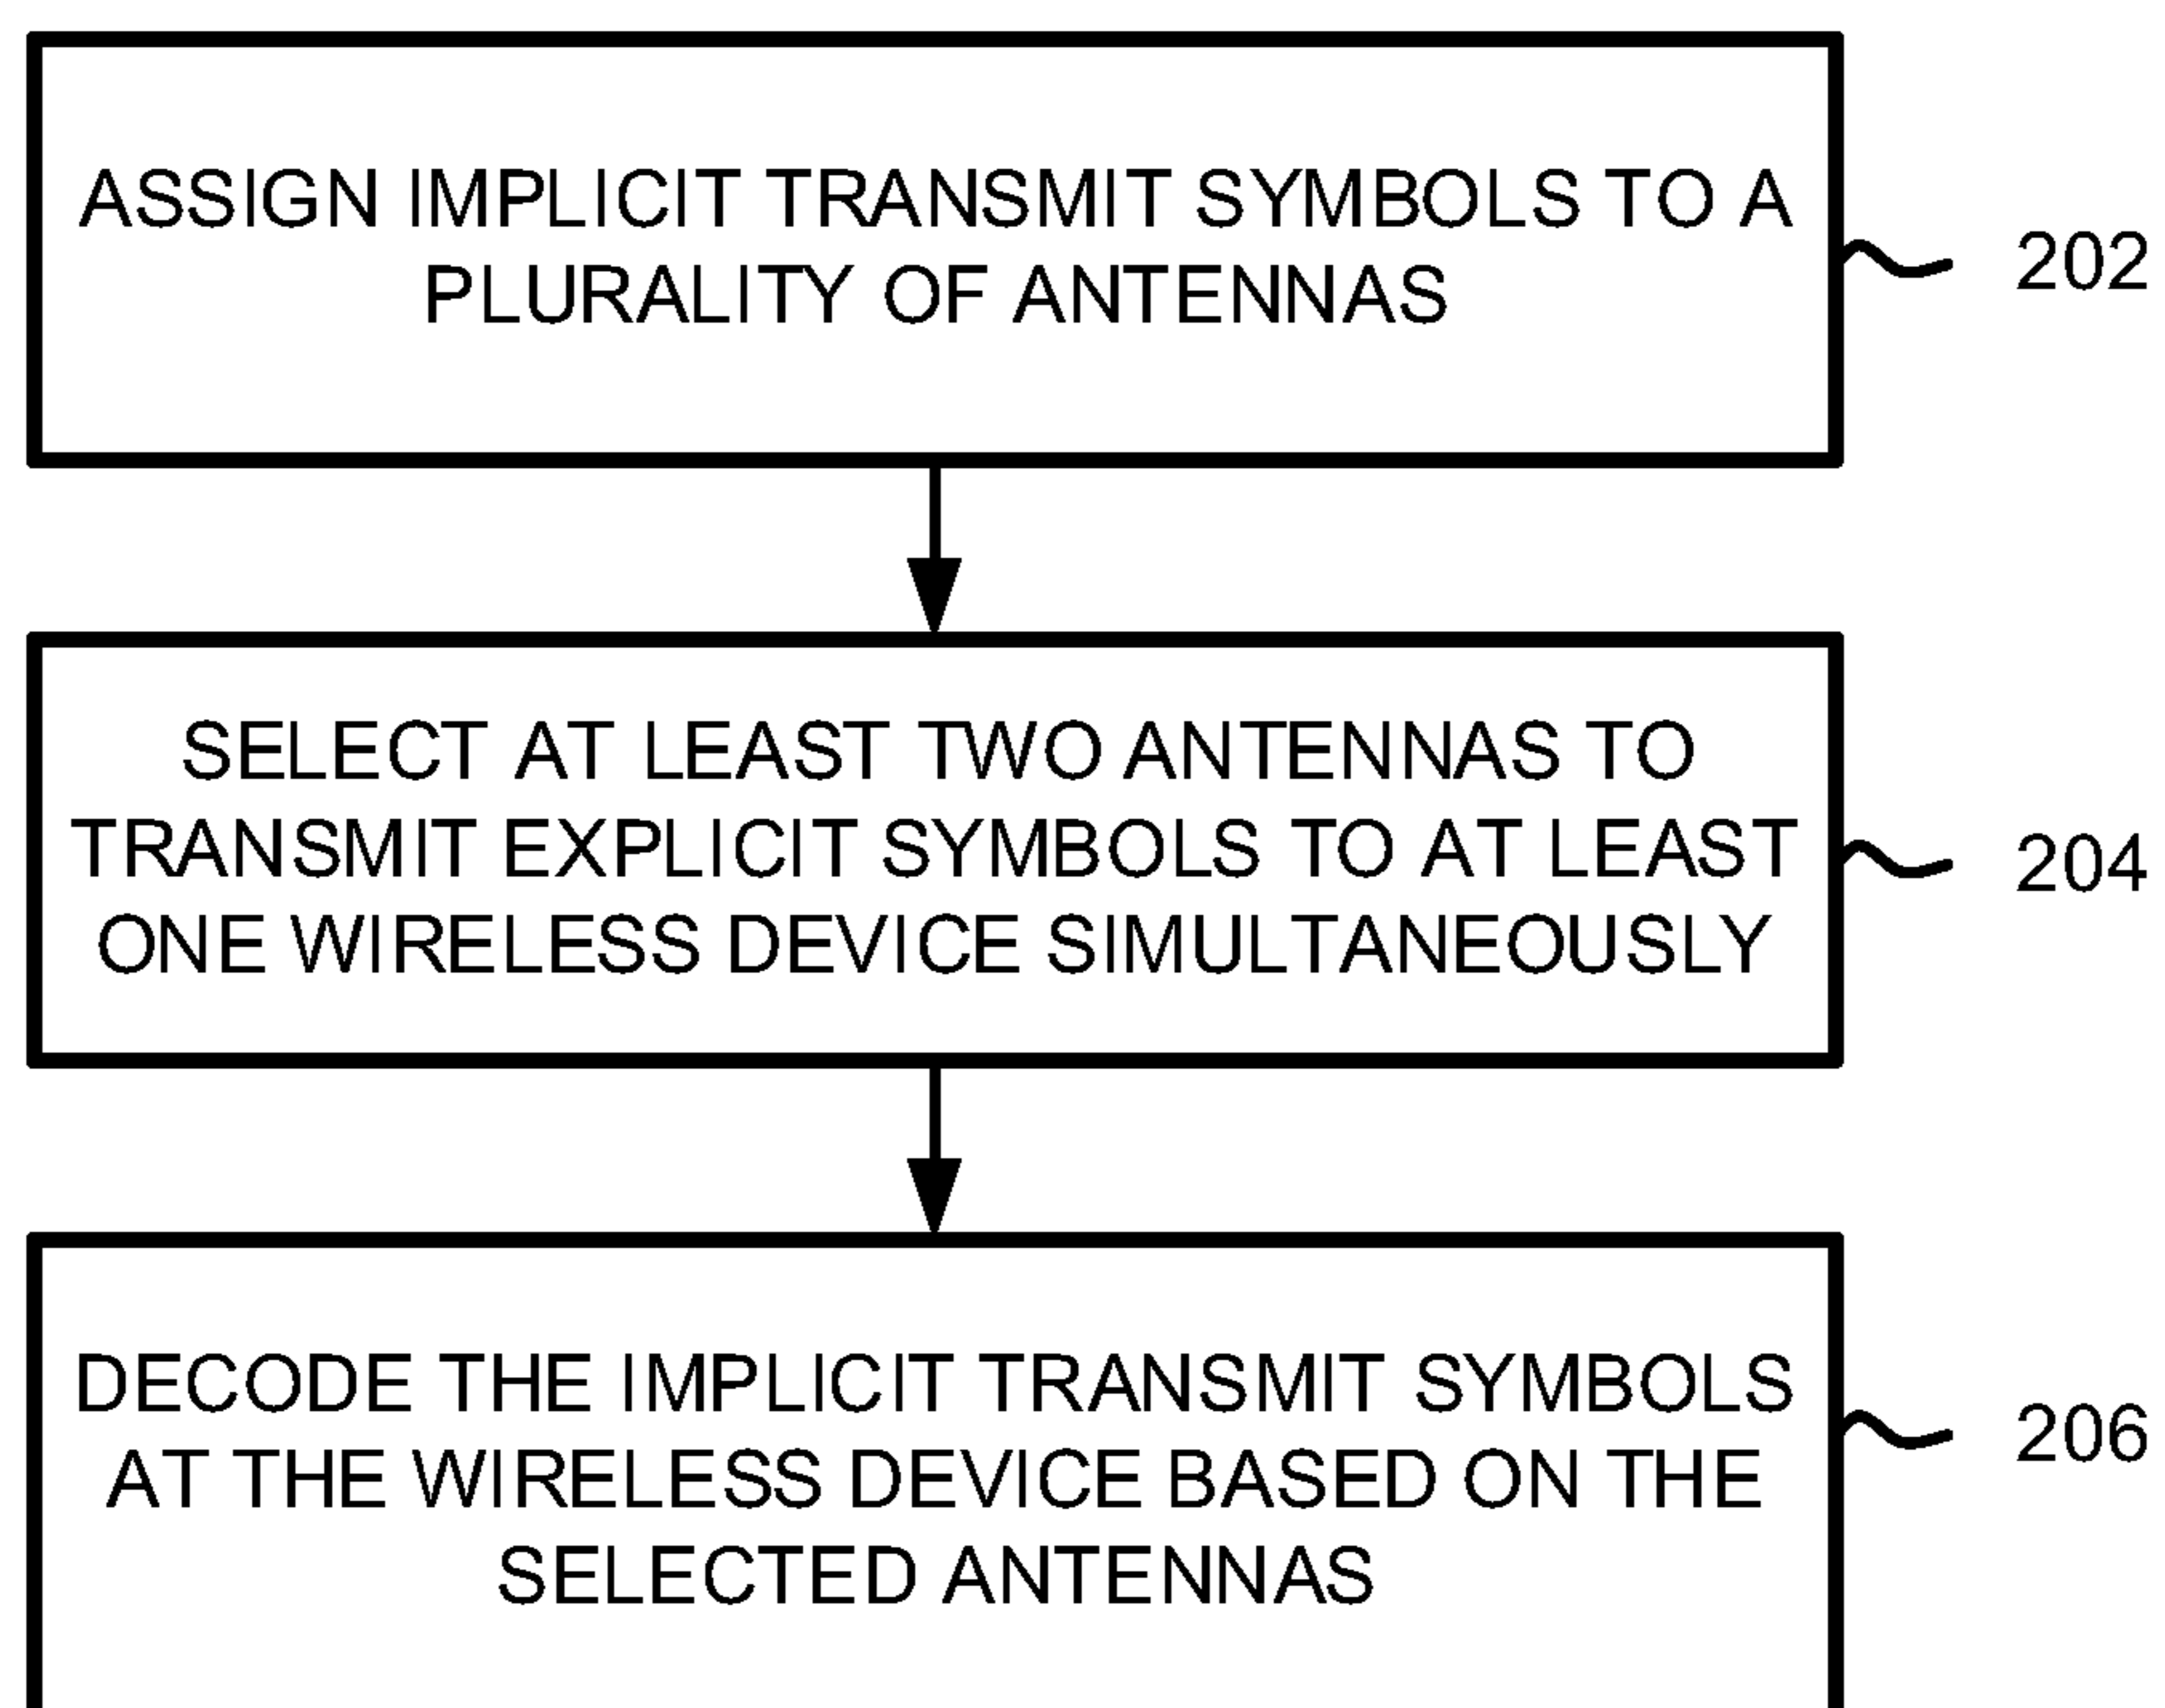 ASSIGN IMPLICIT TRANSMIT SYMBOLS TO A
PLURALITY OF ANTENNAS
202
SELECT AT LEAST TWO ANTENNAS TO
TRANSMIT EXPLICIT SYMBOLS TO AT LEAST
ONE WIRELESS DEVICE SIMULTANEOUSLY
204
DECODE THE IMPLICIT TRANSMIT SYMBOLS
AT THE WIRELESS DEVICE BASED ON THE
SELECTED ANTENNAS
206